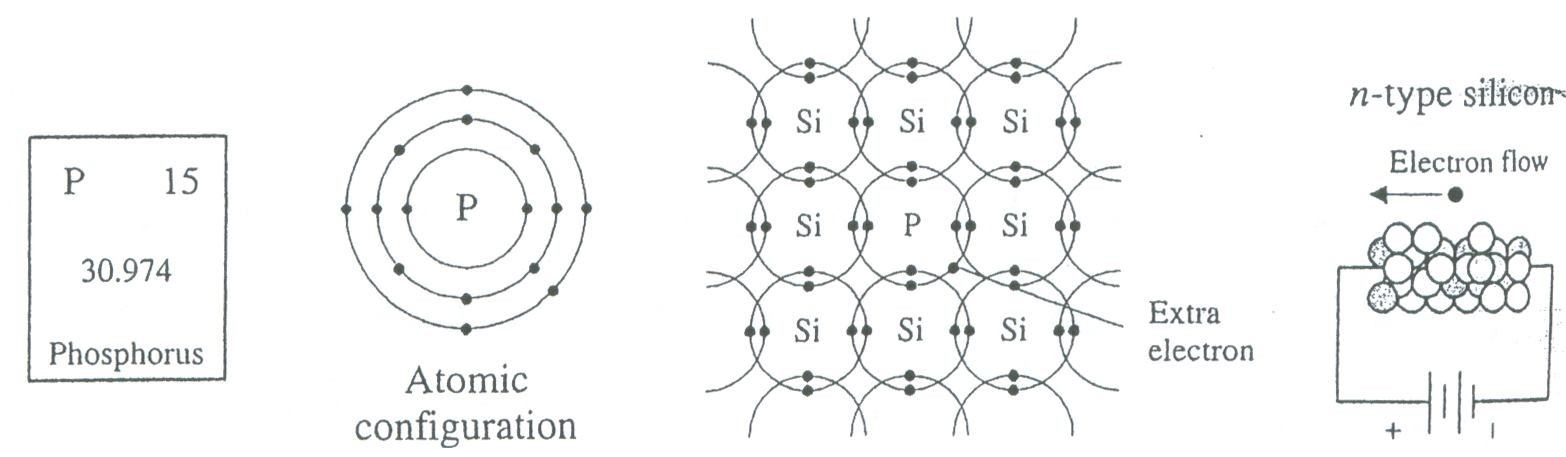 P 15
30.974
Phosphorus
P
Atomic
configuration
Si Si Si
Si P Si
Si Si Si
Extra
electron
n-type silicon
Electron flow
+ -